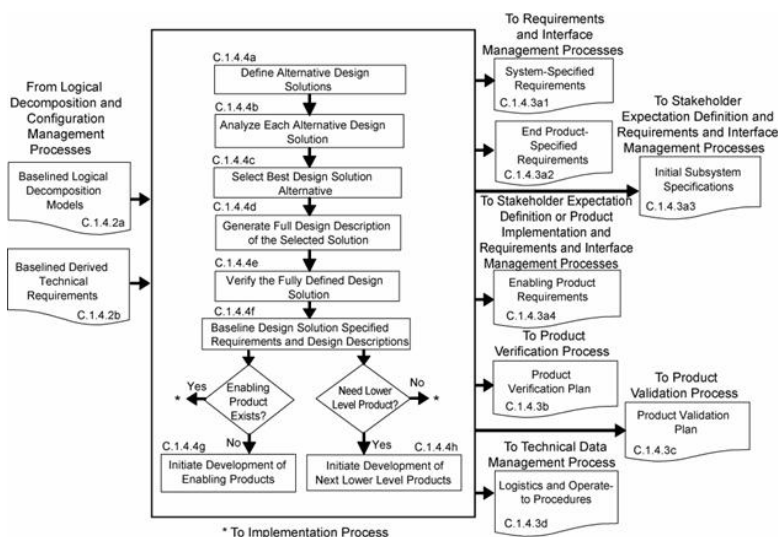 From Logical
Decomposition and
Configuration
Management
Processes
Baselined Logical
Decomposition
Models
C.1.4.2a
Baselined Derived
Technical
Requirements
C.1.4.2b
C.1.4.4a
Define Alternative Design
Solutions
C.1.4.4b
Analyze Each Alternative Design
Solution
C.1.4.4c
Select Best Design Solution
Alternative
C.1.4.4d
Generate Full Design Description
of the Selected Solution
C.1.4.4e
Verify the Fully Defined Design
Solution
C.1.4.4f
Baseline Design Solution Specified
Requirements and Design Descriptions
*
Yes
Enabling
Product
Exists?
No
C.1.4.4g
Initiate Development of
Enabling Products
Need Lower
Level Product?
No
*
Yes
C.1.4.4h
Initiate Development of
Next Lower Level Products
* To Implementation Process
To Requirements
and Interface
Management Processes
System-Specified
Requirements
C.1.4.3a1
End Product-
Specified
Requirements
C.1.4.3a2
To Stakeholder
Expectation Definition and
Requirements and Interface
Management Processes
Initial Subsystem
Specifications
C.1.4.3a3
To Stakeholder Expectation
Definition or Product
Implementation and
Requirements and Interface
Management Processes
Enabling Product
Requirements
C.1.4.3a4
To Product
Verification Process
Product
Verification Plan
C.1.4.3b
To Product
Validation Process
Product Validation
Plan
C.1.4.3c
To Technical Data
Management Process
Logistics and Operate-
to Procedures
C.1.4.3d